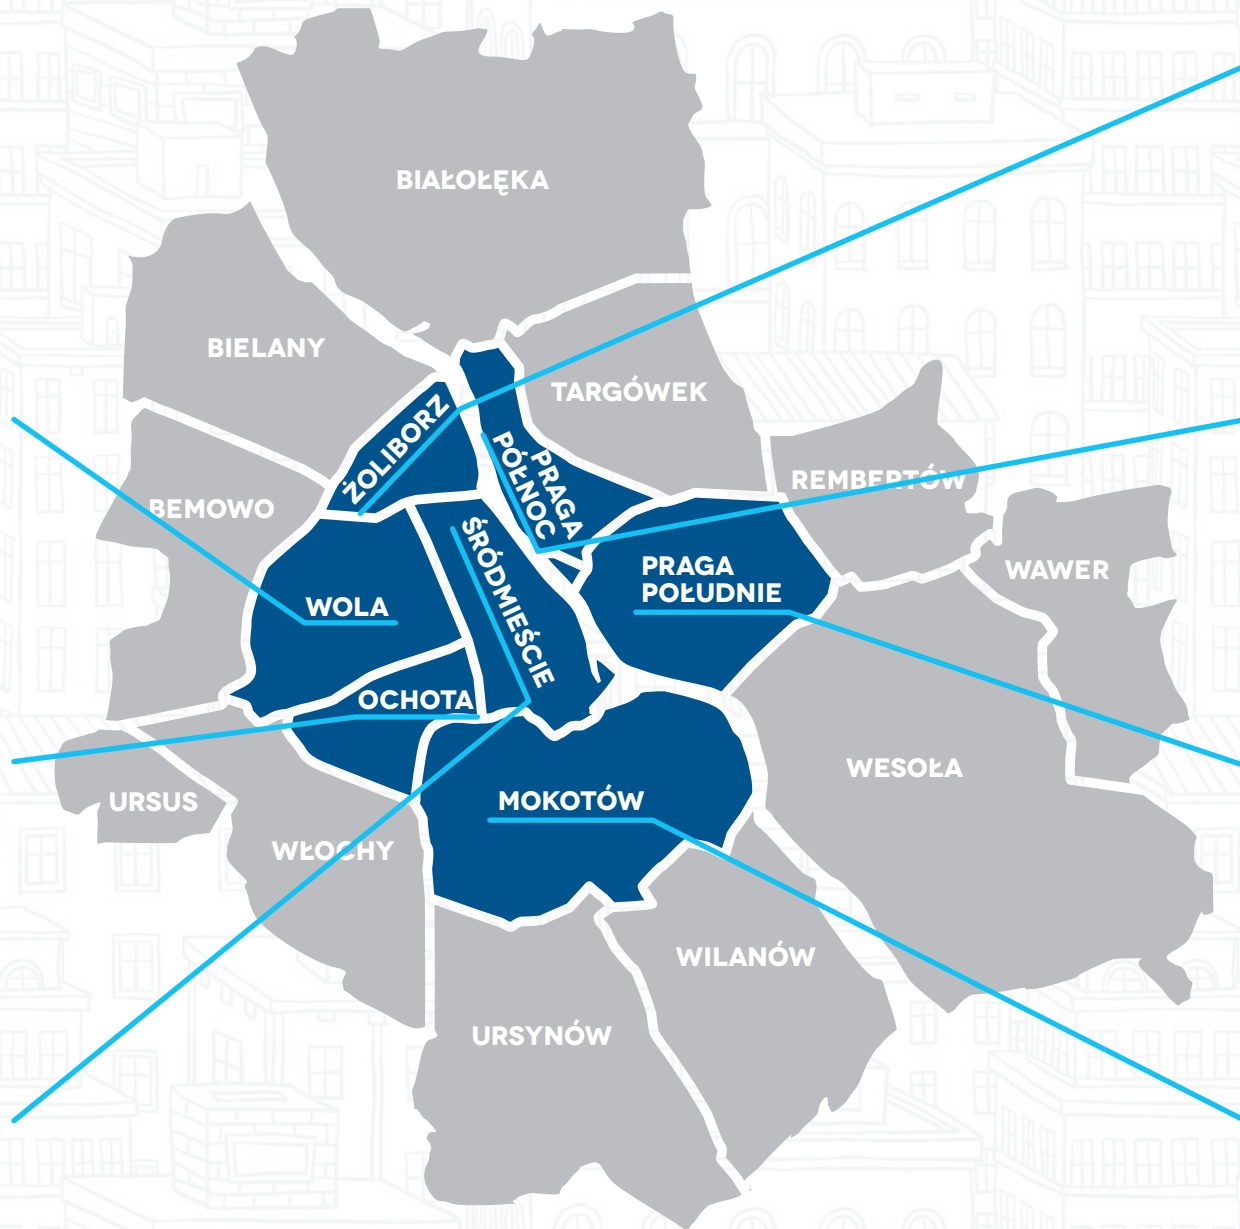 BIAŁOŁĘKA
BIELANY
TARGÓWEK
ŻOLIBORZ
PRAGA
PÓŁNOC
REMBERTÓW
BEMOWO
ŚRÓDMIEŚCIE
PRAGA
POŁUDNIE
WAWER
WOLA
OCHOTA
WESOŁA
URSUS
MOKOTÓW
WŁOCHY
WILANÓW
URSYNÓW